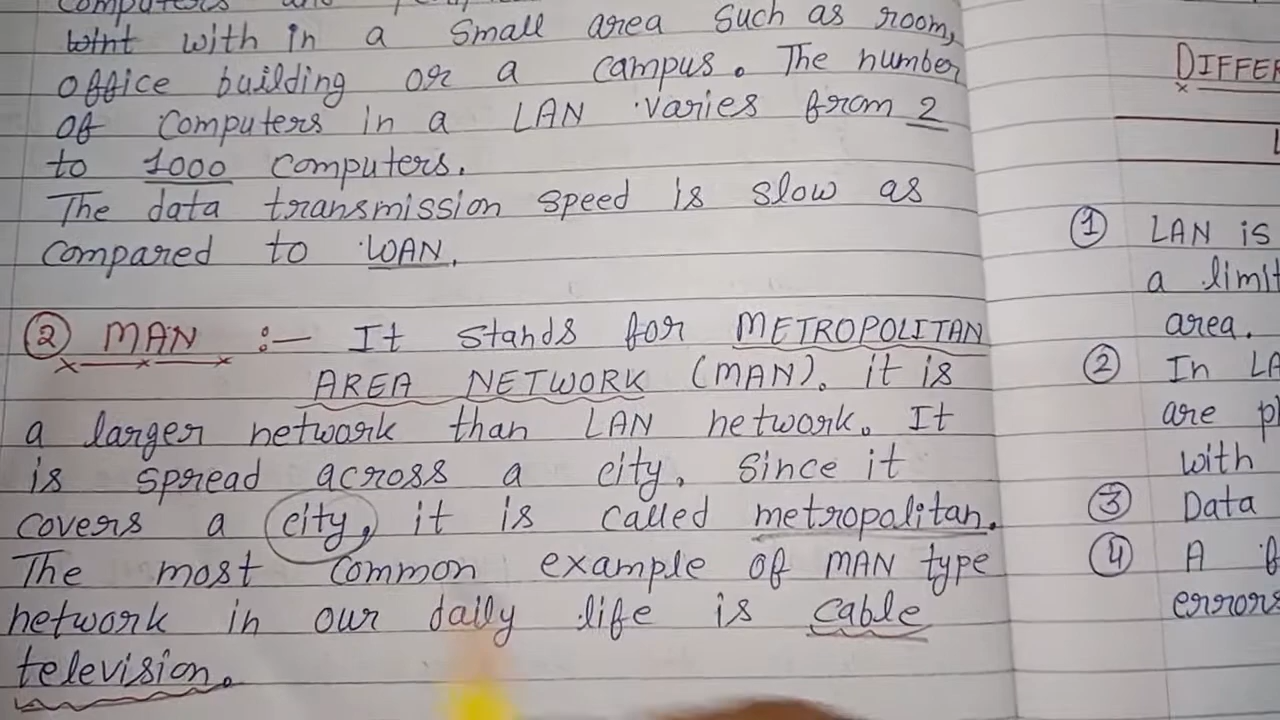 computers and
with in a small area such as room,
office building or a campus. The number
of computers in a LAN varies from 2
to 1000 computers.
The data transmission speed is slow as
compared to WAN.
② MAN :— It stands for METROPOLITAN
AREA NETWORK (MAN). it is
a larger network than LAN network. It
is spread across a city. Since it
covers a city, it is called metropolitan.
The most common example of MAN type
network in our daily life is cable
television.
DIFFER
① LAN is
a limit
area.
② In LA
are pl
with
③ Data
④ A f
errors